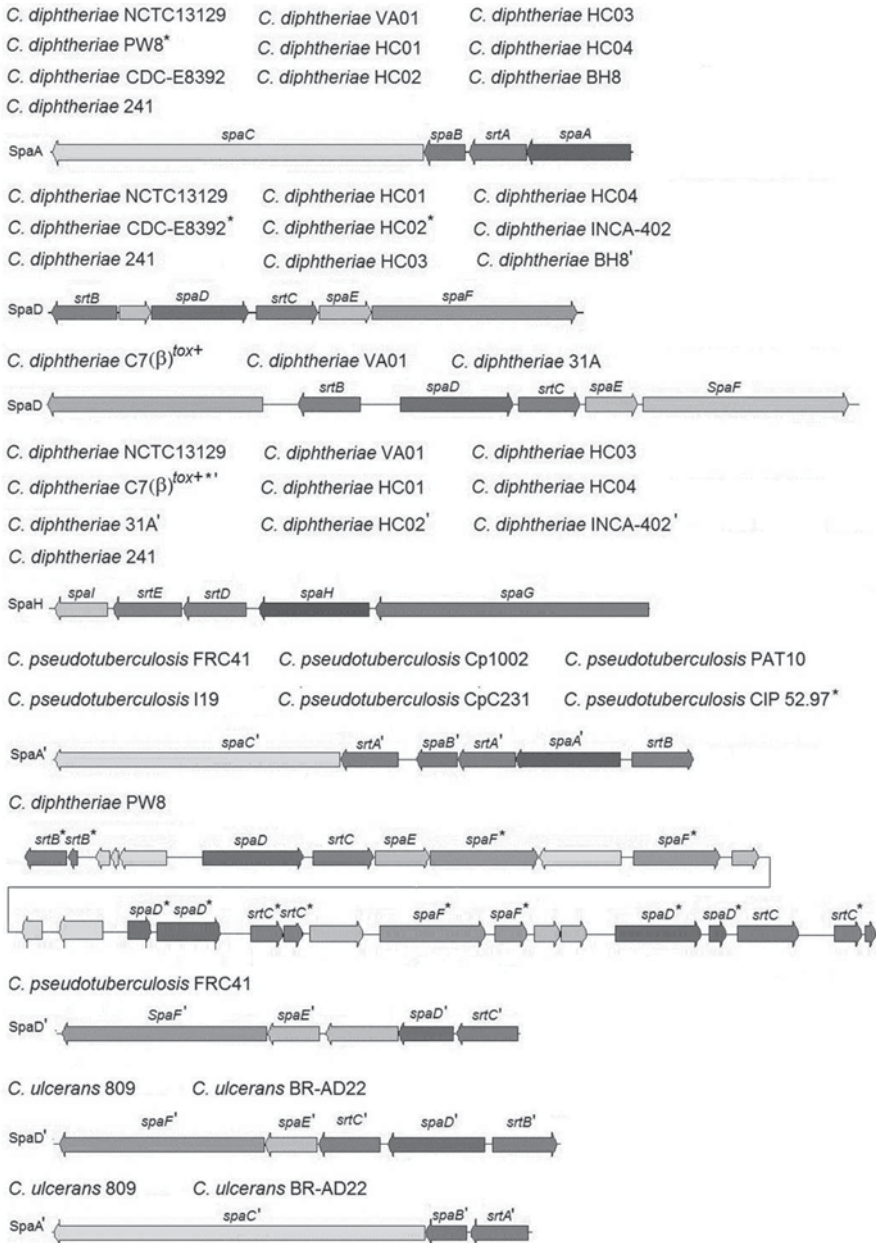 C. diphtheriae NCTC13129 C. diphtheriae VA01 C. diphtheriae HC03
C. diphtheriae PW8* C. diphtheriae HC01 C. diphtheriae HC04
C. diphtheriae CDC-E8392 C. diphtheriae HC02 C. diphtheriae BH8
C. diphtheriae 241
spaC spaB srtA spaA
SpaA
C. diphtheriae NCTC13129 C. diphtheriae HC01 C. diphtheriae HC04
C. diphtheriae CDC-E8392* C. diphtheriae HC02* C. diphtheriae INCA-402
C. diphtheriae 241 C. diphtheriae HC03 C. diphtheriae BH8'
srtB spaD srtC spaE spaF
SpaD
C. diphtheriae C7(β)tox+ C. diphtheriae VA01 C. diphtheriae 31A
srtB spaD srtC spaE SpaF
SpaD
C. diphtheriae NCTC13129 C. diphtheriae VA01 C. diphtheriae HC03
C. diphtheriae C7(β)tox+*' C. diphtheriae HC01 C. diphtheriae HC04
C. diphtheriae 31A' C. diphtheriae HC02' C. diphtheriae INCA-402'
C. diphtheriae 241
spaI srtE srtD spaH spaG
SpaH
C. pseudotuberculosis FRC41 C. pseudotuberculosis Cp1002 C. pseudotuberculosis PAT10
C. pseudotuberculosis I19 C. pseudotuberculosis CpC231 C. pseudotuberculosis CIP 52.97*
spaC' srtA' spaB' srtA' spaA' srtB
SpaA'
C. diphtheriae PW8
srtB* srtB* spaD srtC spaE spaF* spaF*
spaD* spaD* srtC* srtC* spaF* spaF* spaD* spaD* srtC srtC*
C. pseudotuberculosis FRC41
SpaF' spaE' spaD' srtC'
SpaD'
C. ulcerans 809 C. ulcerans BR-AD22
spaF' spaE' srtC' spaD' srtB'
SpaD'
C. ulcerans 809 C. ulcerans BR-AD22
spaC' spaB' srtA'
SpaA'